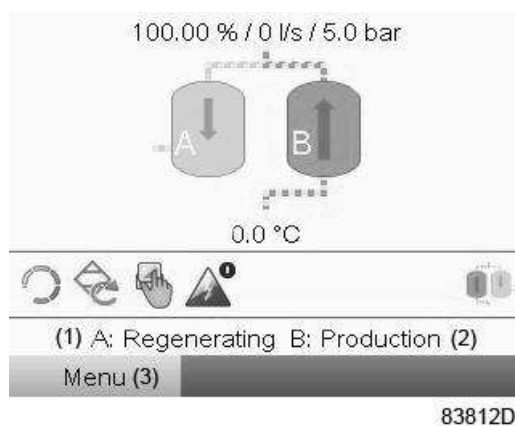 100.00 % / 0 l/s / 5.0 bar
A B
0.0 °C
(1) A: Regenerating B: Production (2)
Menu (3)
83812D